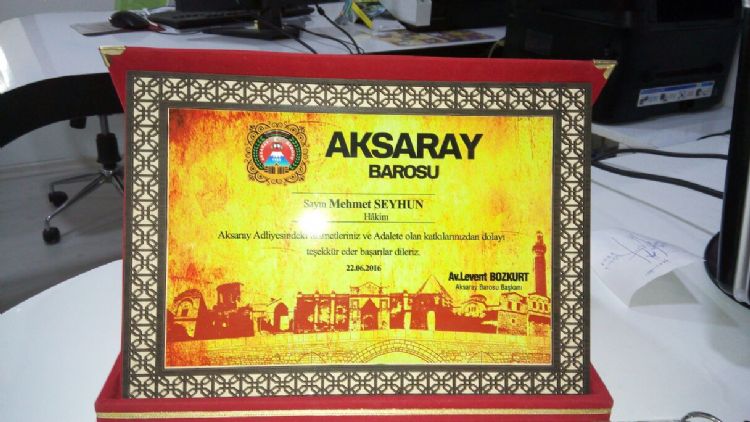 AKSARAY
BAROSU
Sayın Mehmet SEYHUN
Hâkim
Aksaray Adliyesindeki hizmetleriniz ve Adalete olan katkılarınızdan dolayı
teşekkür eder başarılar dileriz.
22.06.2016
Av.Levent BOZKURT
Aksaray Barosu Başkanı